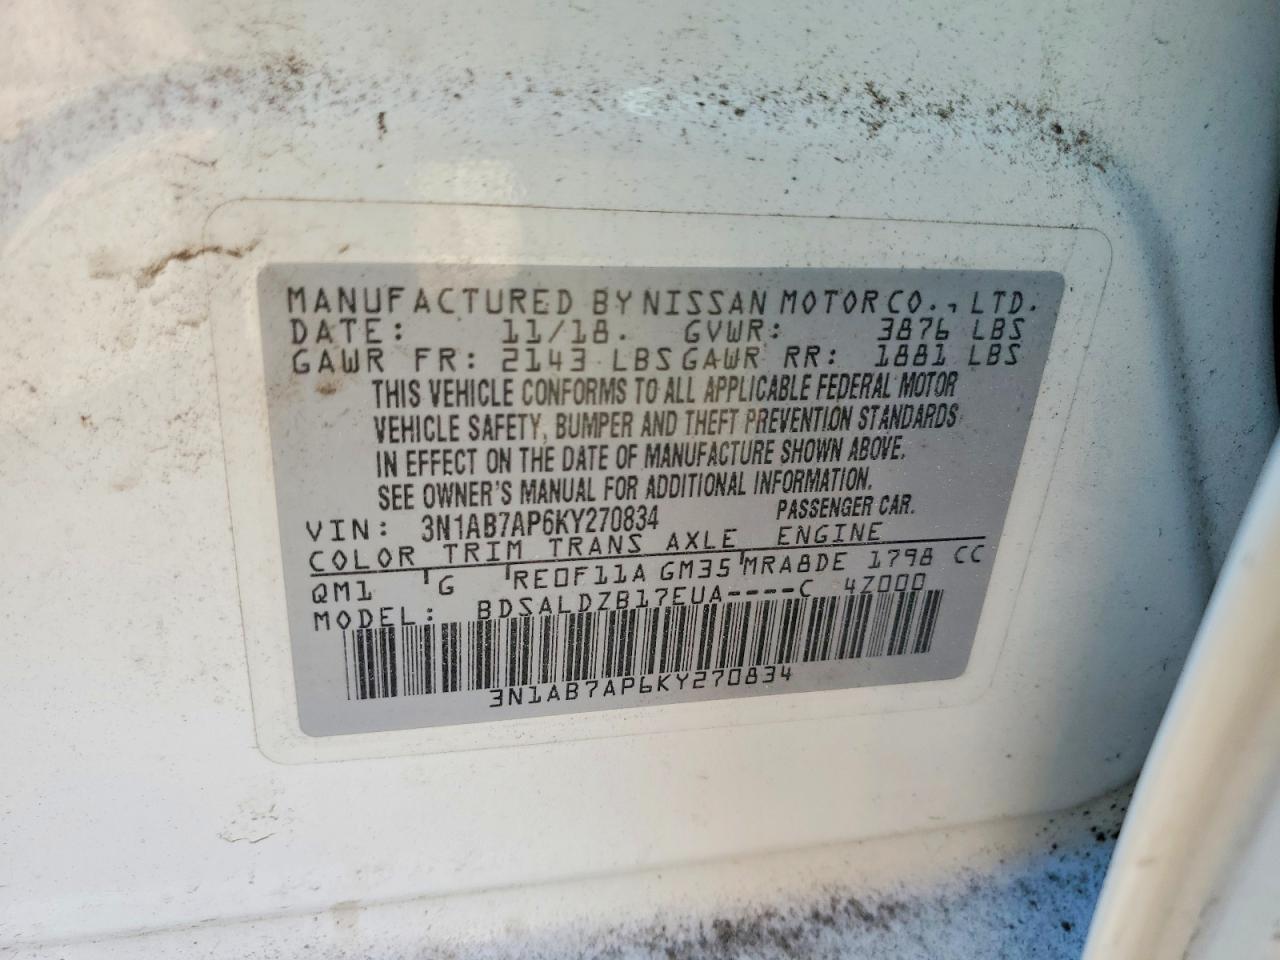 MANUFACTURED BY NISSAN MOTOR CO., LTD.
DATE: 11/18. GVWR: 3876 LBS
GAWR FR: 2143 LBS GAWR RR: 1881 LBS
THIS VEHICLE CONFORMS TO ALL APPLICABLE FEDERAL MOTOR
VEHICLE SAFETY, BUMPER AND THEFT PREVENTION STANDARDS
IN EFFECT ON THE DATE OF MANUFACTURE SHOWN ABOVE.
SEE OWNER'S MANUAL FOR ADDITIONAL INFORMATION.
VIN: 3N1AB7AP6KY270834 PASSENGER CAR.
COLOR TRIM TRANS AXLE ENGINE
QM1 G RE0F11A GM35 MRA8DE 1798 CC
MODEL: BDSALDZB17EUA----C 4Z000
3N1AB7AP6KY270834